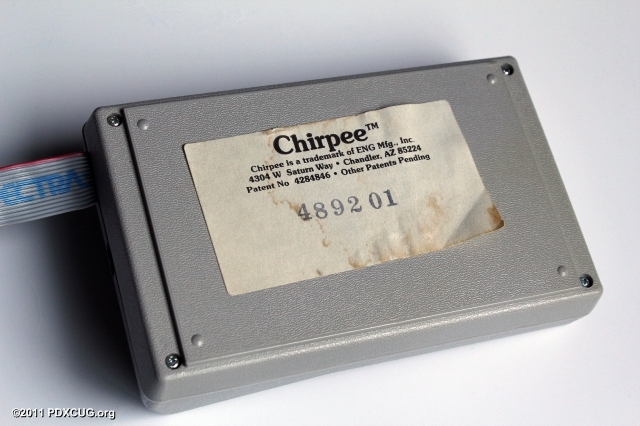 Chirpee™
Chirpee is a trademark of ENG Mfg., Inc.
4304 W Saturn Way • Chandler, AZ 85224
Patent No 4284846 • Other Patents Pending
489201
©2011 PDXCUG.org